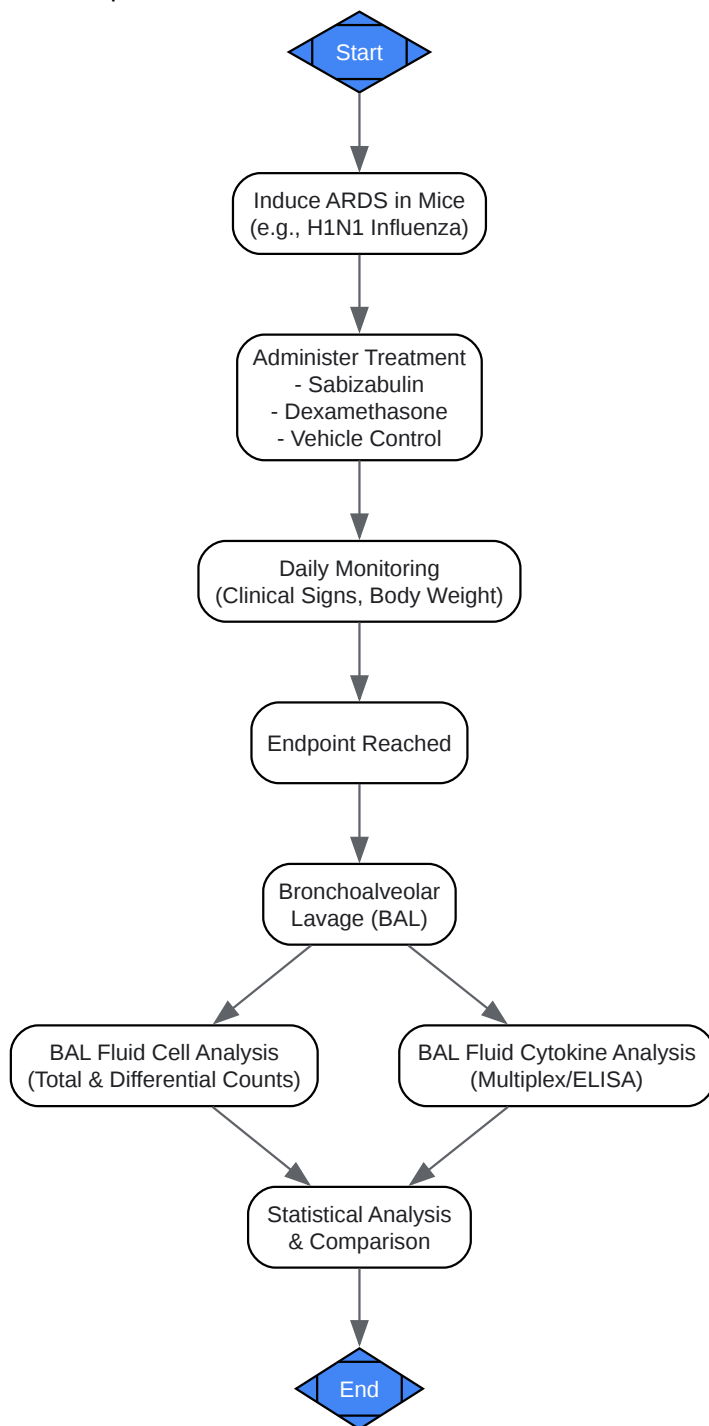 Start
Induce ARDS in Mice
(e.g., H1N1 Influenza)
Administer Treatment
- Sabizabulin
- Dexamethasone
- Vehicle Control
Daily Monitoring
(Clinical Signs, Body Weight)
Endpoint Reached
Bronchoalveolar
Lavage (BAL)
BAL Fluid Cell Analysis
(Total & Differential Counts)
BAL Fluid Cytokine Analysis
(Multiplex/ELISA)
Statistical Analysis
& Comparison
End